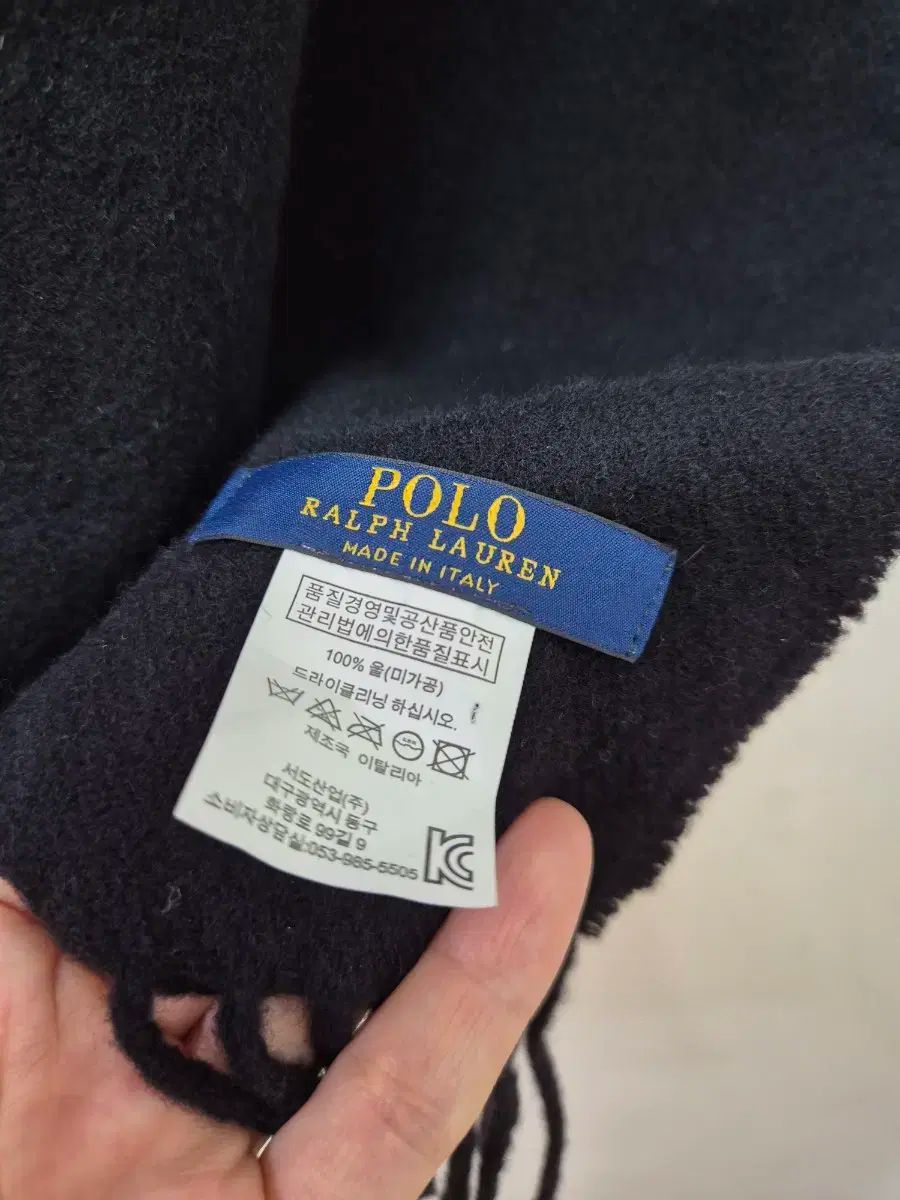 POLO
RALPH LAUREN
MADE IN ITALY
품질경영및공산품안전
관리법에의한품질표시
100% 울(미가공)
드라이클리닝 하십시오.
제조국 이탈리아
서도산업(주)
대구광역시 동구
화랑로 99길 9
소비자상담실:053-985-5505
KC